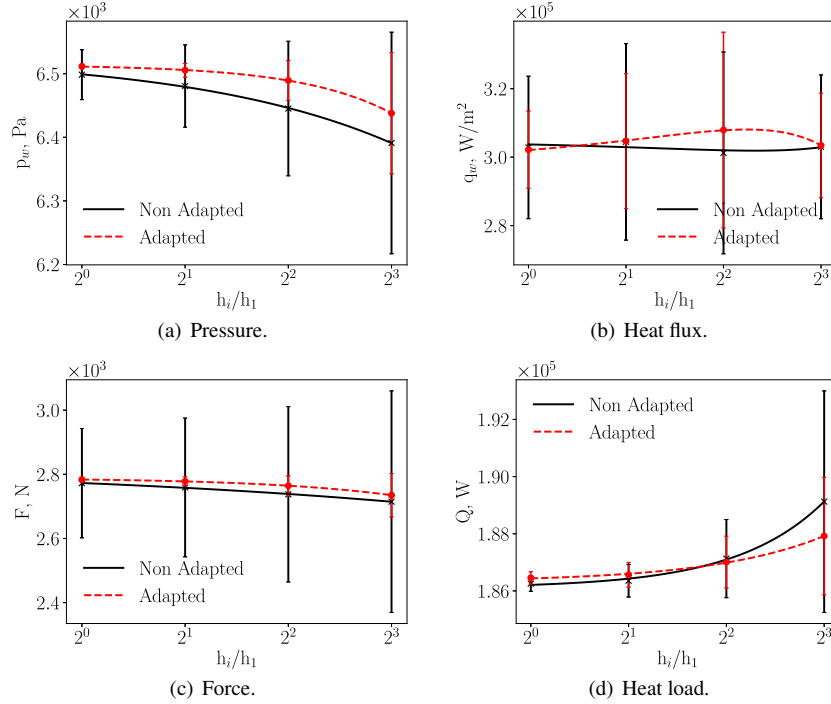 ×10³
6.5
6.4
6.3
6.2
p_w, Pa
Non Adapted
Adapted
2⁰ 2¹ 2² 2³
h_i/h_1
(a) Pressure.
×10⁵
3.2
3.0
2.8
q_w, W/m²
Non Adapted
Adapted
2⁰ 2¹ 2² 2³
h_i/h_1
(b) Heat flux.
×10³
3.0
2.8
2.6
2.4
F, N
Non Adapted
Adapted
2⁰ 2¹ 2² 2³
h_i/h_1
(c) Force.
×10⁵
1.92
1.90
1.88
1.86
Q, W
Non Adapted
Adapted
2⁰ 2¹ 2² 2³
h_i/h_1
(d) Heat load.